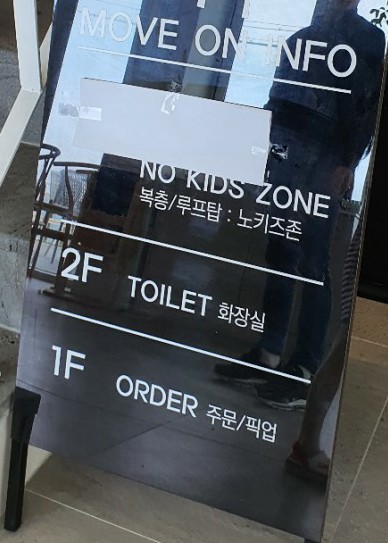 MOVE ON INFO
NO KIDS ZONE
복층/루프탑 : 노키즈존
2F TOILET 화장실
1F ORDER 주문/픽업